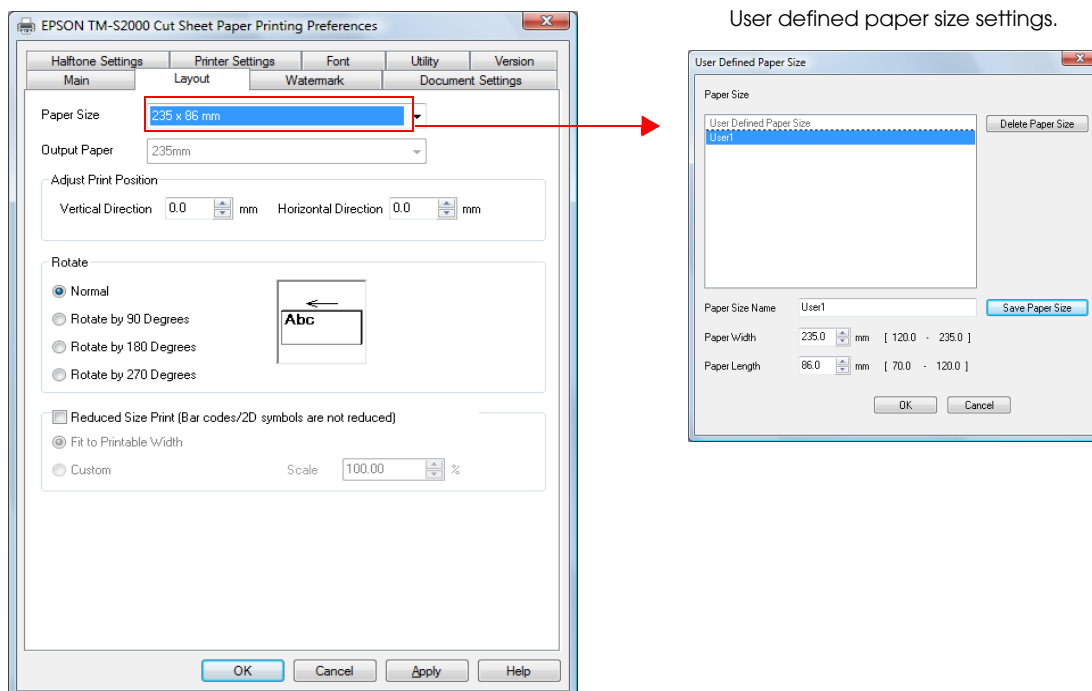 EPSON TM-S2000 Cut Sheet Paper Printing Preferences
Halftone Settings Printer Settings Font Utility Version
Main Layout Watermark Document Settings
Paper Size 235 x 86 mm
Output Paper 235mm
Adjust Print Position
Vertical Direction 0.0 mm Horizontal Direction 0.0 mm
Rotate
Normal
Rotate by 90 Degrees
Rotate by 180 Degrees
Rotate by 270 Degrees
Abc
Reduced Size Print (Bar codes/2D symbols are not reduced)
Fit to Printable Width
Custom Scale 100.00 %
OK Cancel Apply Help
User defined paper size settings.
User Defined Paper Size
Paper Size
User Defined Paper Size
User1
Delete Paper Size
Paper Size Name User1 Save Paper Size
Paper Width 235.0 mm [ 120.0 - 235.0 ]
Paper Length 86.0 mm [ 70.0 - 120.0 ]
OK Cancel